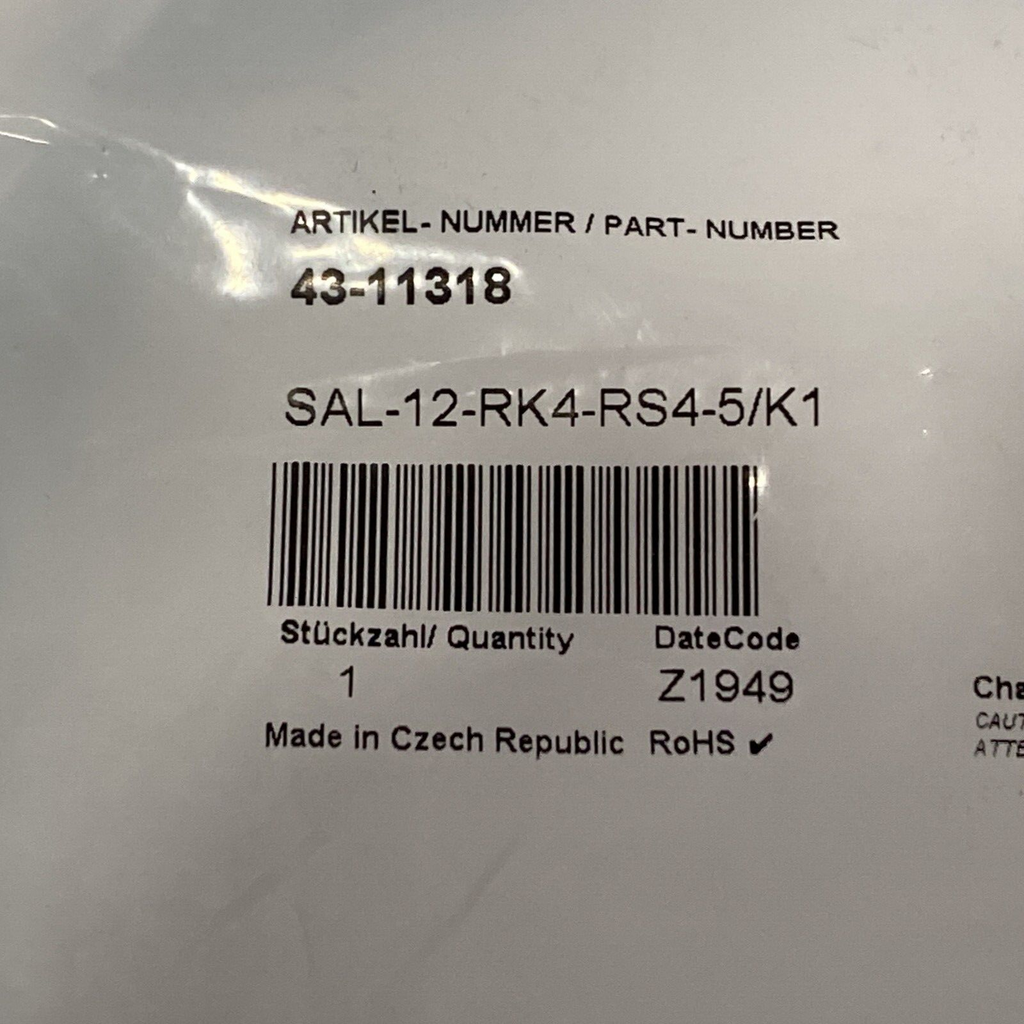 ARTIKEL- NUMMER / PART- NUMBER
43-11318
SAL-12-RK4-RS4-5/K1
Stückzahl/ Quantity DateCode
1 Z1949
Made in Czech Republic RoHS ✔